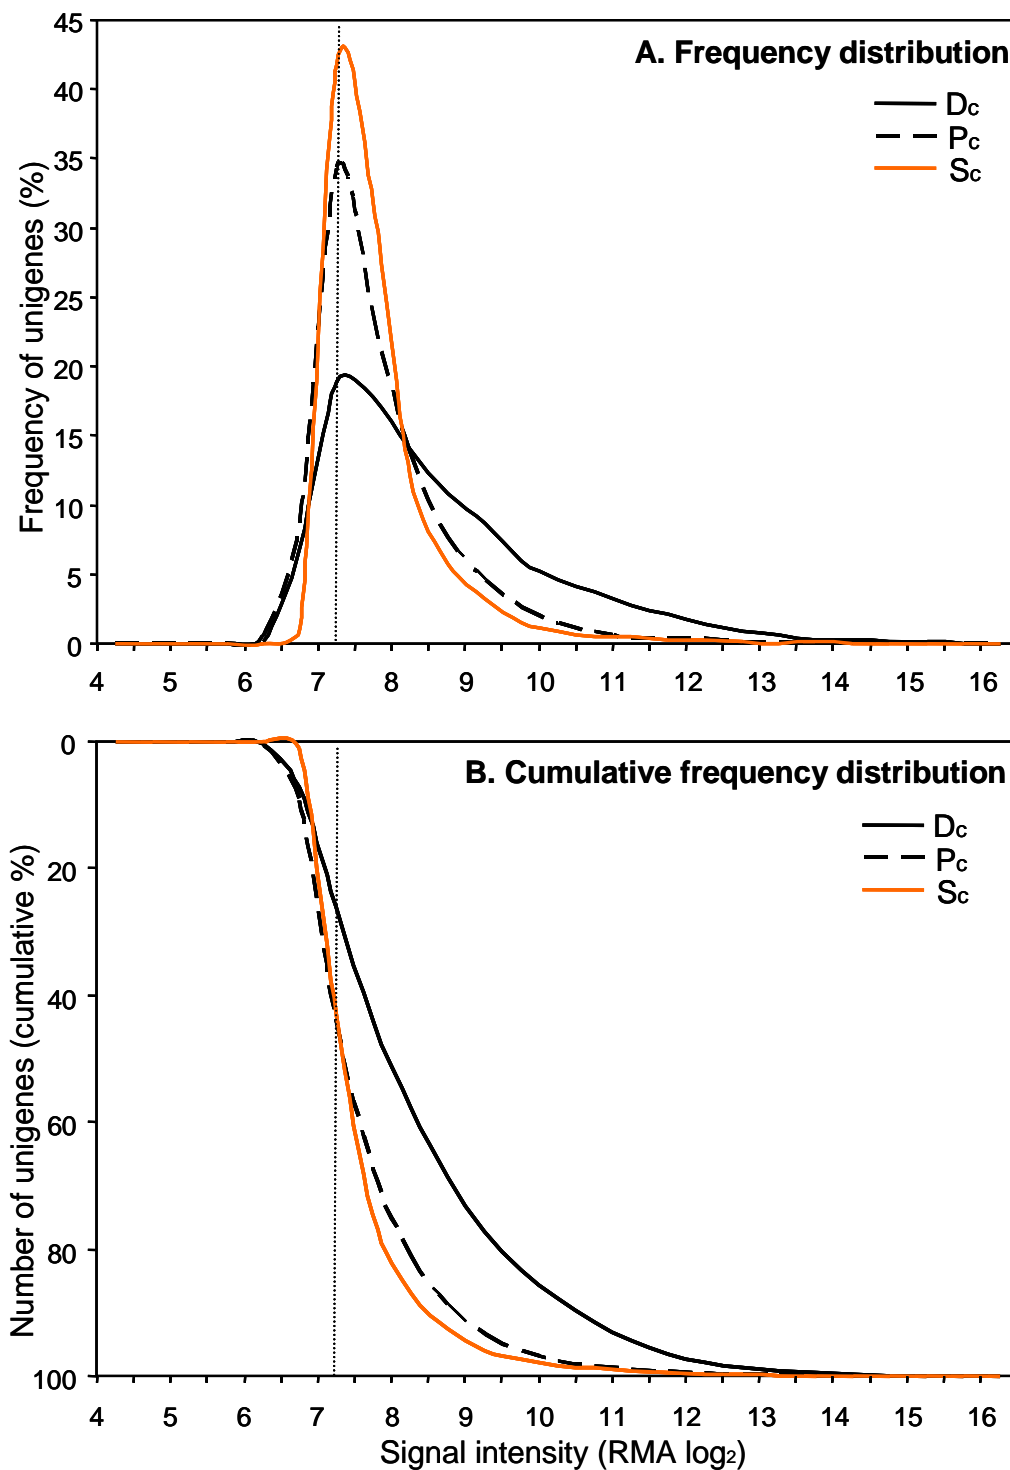 45
A. Frequency distribution
40
Dc
Pc
35
Sc
30
25
20
15
10
5
0
Frequency of unigenes (%)
4 5 6 7 8 9 10 11 12 13 14 15 16
0
B. Cumulative frequency distribution
Dc
Pc
20
Sc
40
60
80
100
Number of unigenes (cumulative %)
4 5 6 7 8 9 10 11 12 13 14 15 16
Signal intensity (RMA log₂)